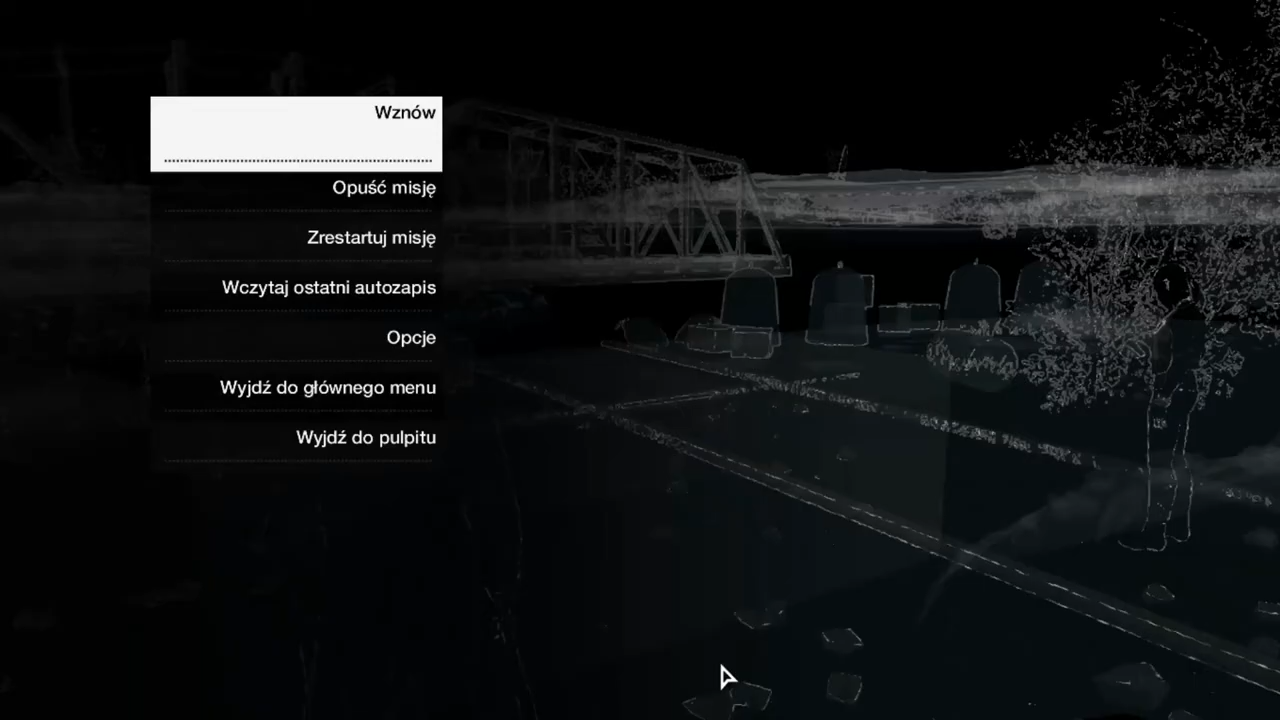 Wznów
Opuść misję
Zrestartuj misję
Wczytaj ostatni autozapis
Opcje
Wyjdź do głównego menu
Wyjdź do pulpitu